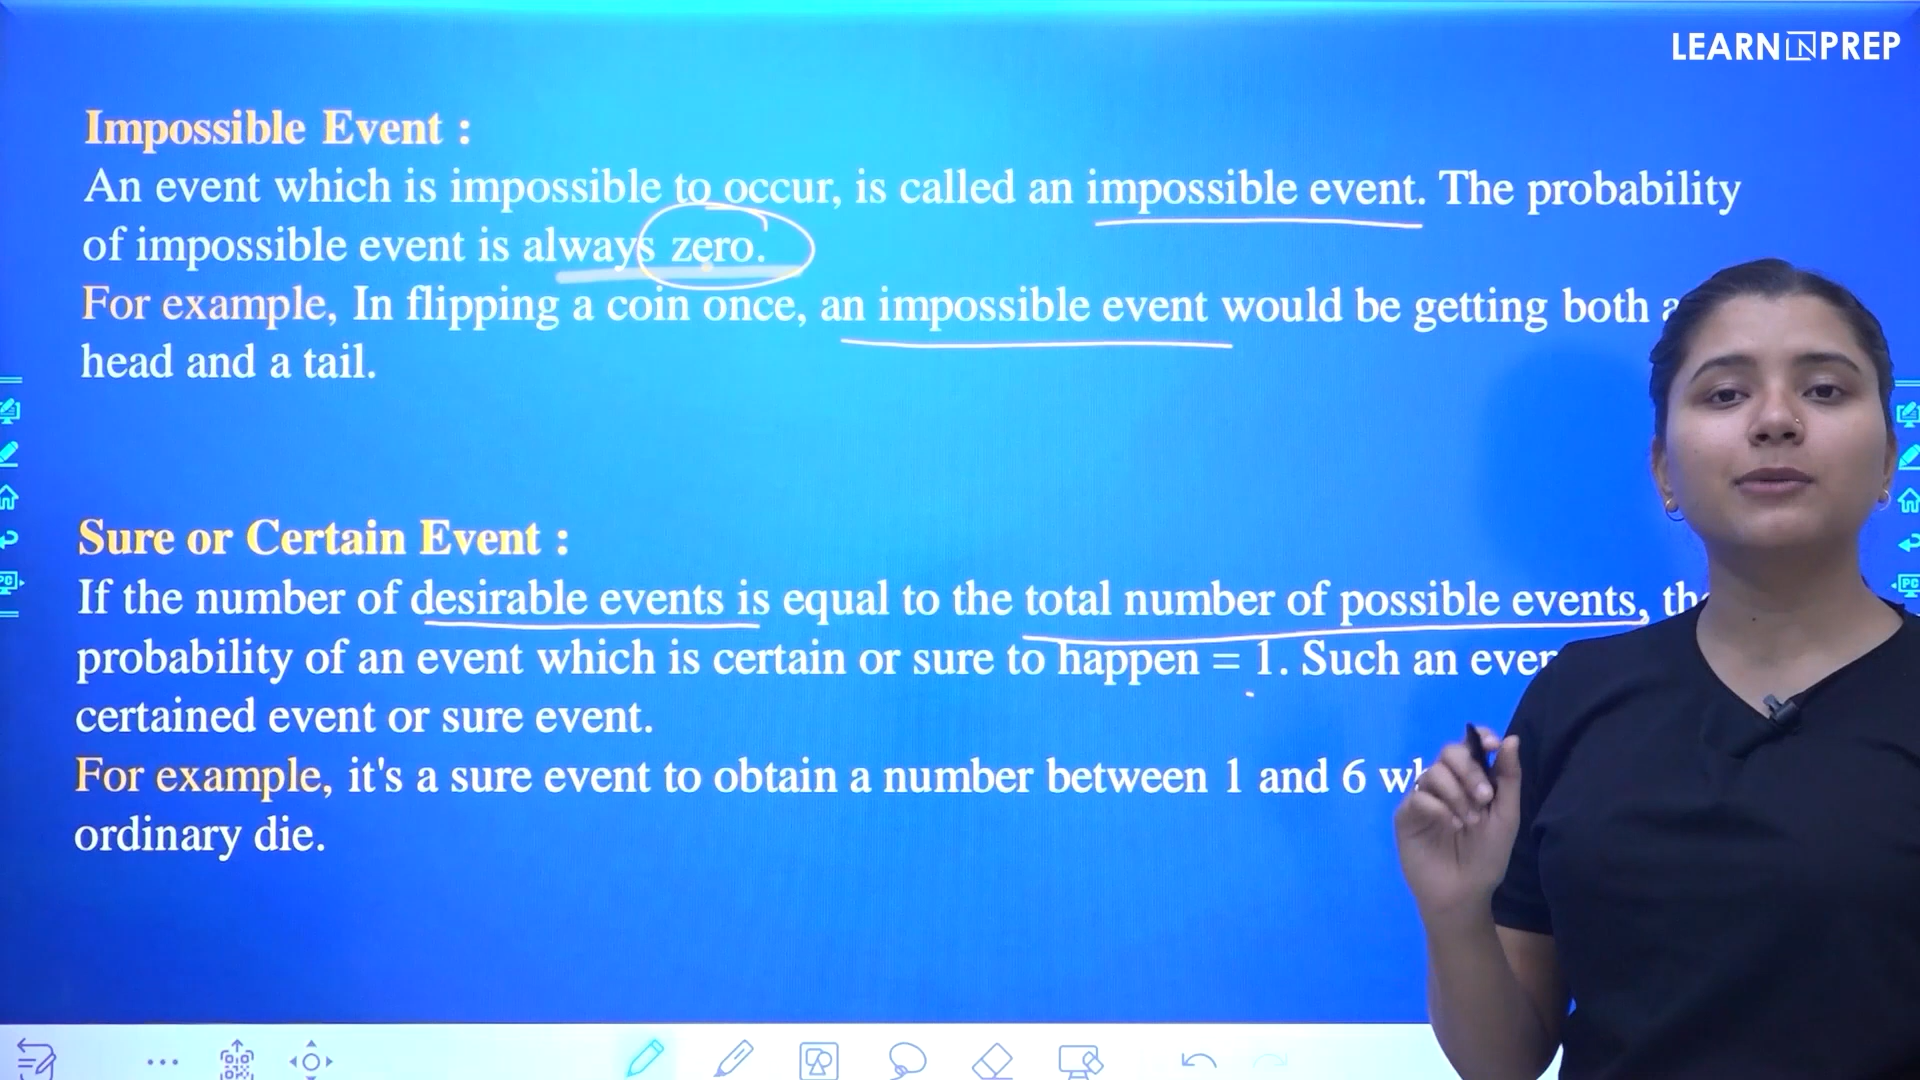 LEARN INPREP
Impossible Event :
An event which is impossible to occur, is called an impossible event. The probability
of impossible event is always zero.
For example, In flipping a coin once, an impossible event would be getting both a
head and a tail.
Sure or Certain Event :
If the number of desirable events is equal to the total number of possible events,
probability of an event which is certain or sure to happen = 1. Such an
certained event or sure event.
For example, it's a sure event to obtain a number between 1 and 6
ordinary die.